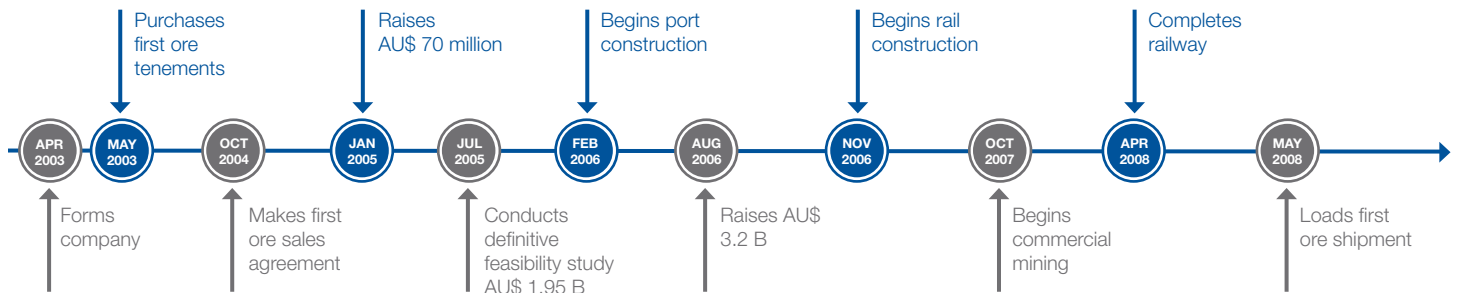 Purchases
first ore
tenements
Raises
AU$ 70 million
Begins port
construction
Begins rail
construction
Completes
railway
APR
2003
MAY
2003
OCT
2004
JAN
2005
JUL
2005
FEB
2006
AUG
2006
NOV
2006
OCT
2007
APR
2008
MAY
2008
Forms
company
Makes first
ore sales
agreement
Conducts
definitive
feasibility study
AU$ 1.95 B
Raises AU$
3.2 B
Begins
commercial
mining
Loads first
ore shipment